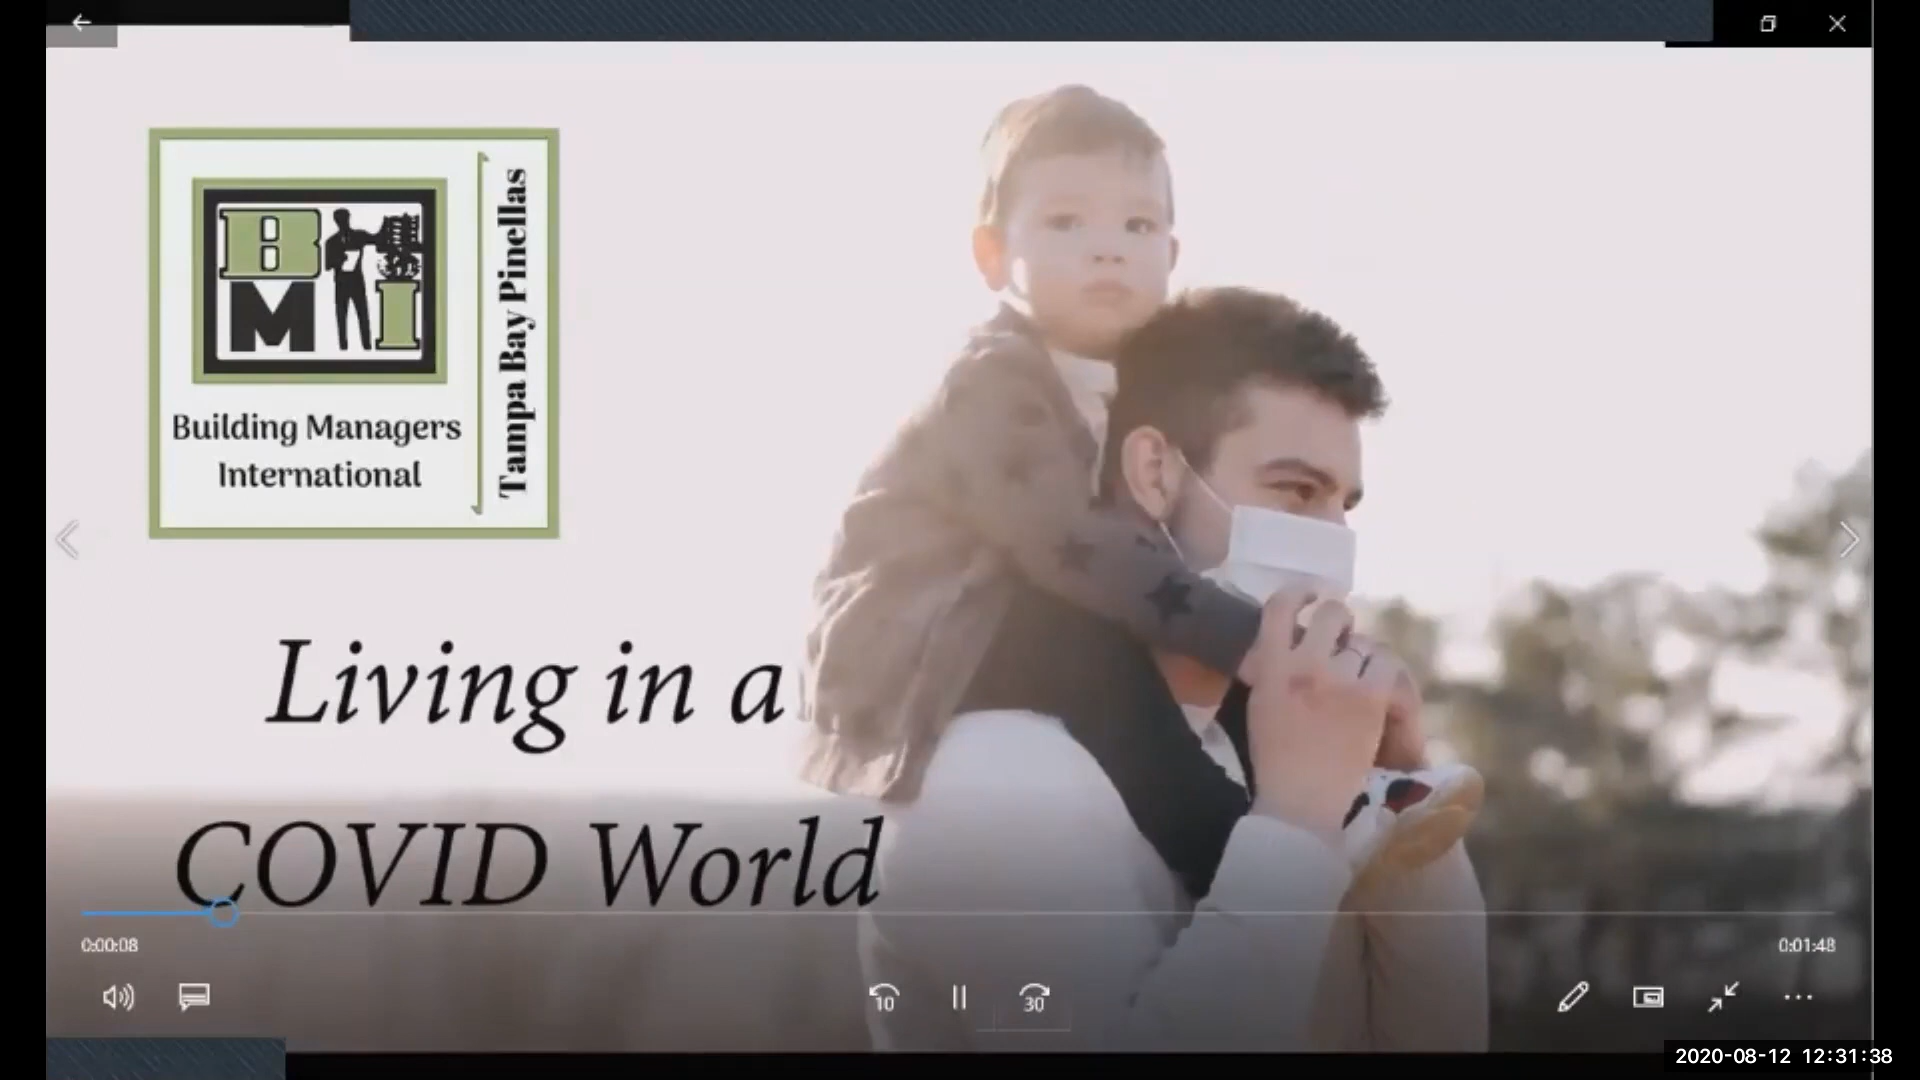 BMI
Building Managers
International
Tampa Bay Pinellas
Living in a
COVID World
0:00:08
0:01:48
10
30
2020-08-12 12:31:38